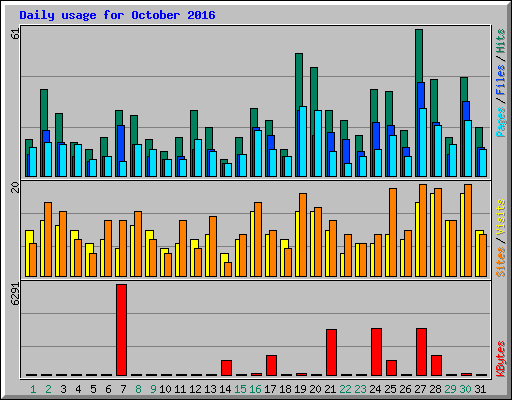 Daily usage for October 2016
61
Pages / Files / Hits
20
Sites / Visits
6291
KBytes
1 2 3 4 5 6 7 8 9 10 11 12 13 14 15 16 17 18 19 20 21 22 23 24 25 26 27 28 29 30 31